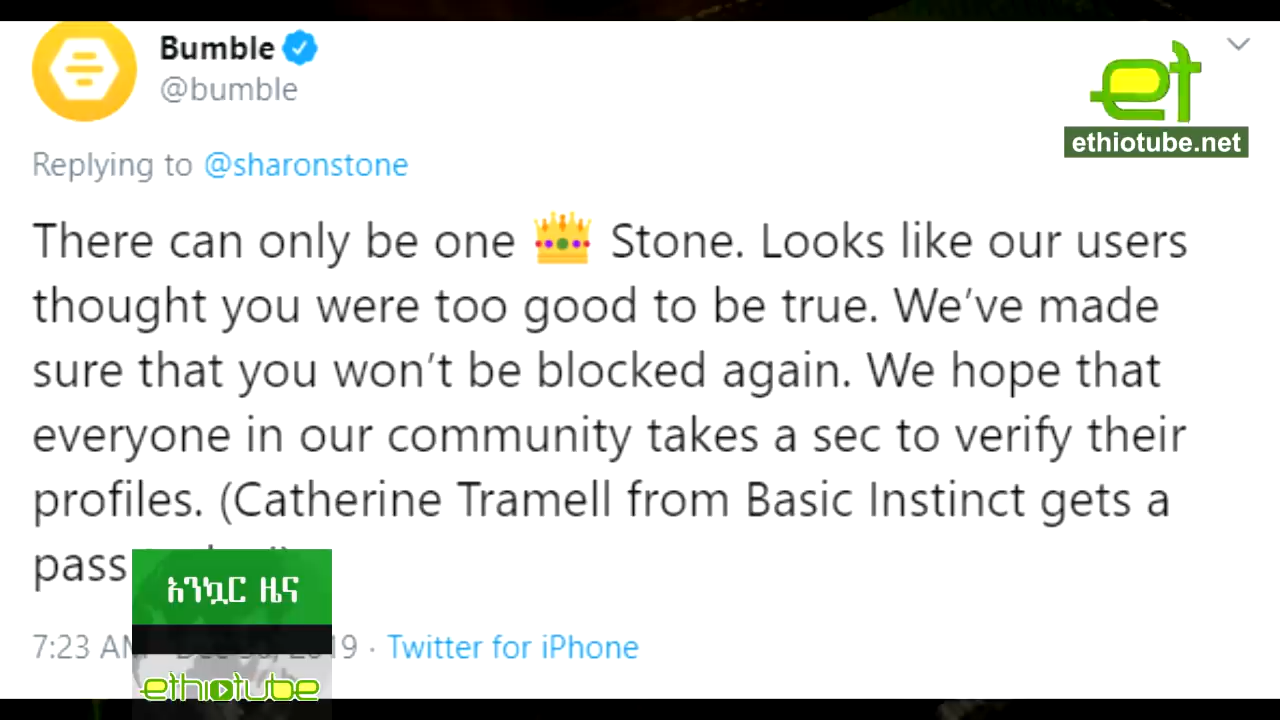 Bumble
@bumble
ethiotube.net
Replying to @sharonstone
There can only be one 👑 Stone. Looks like our users
thought you were too good to be true. We’ve made
sure that you won’t be blocked again. We hope that
everyone in our community takes a sec to verify their
profiles. (Catherine Tramell from Basic Instinct gets a
pass
አንኳር ዜና
7:23 AM · 2019 · Twitter for iPhone
ethiotube